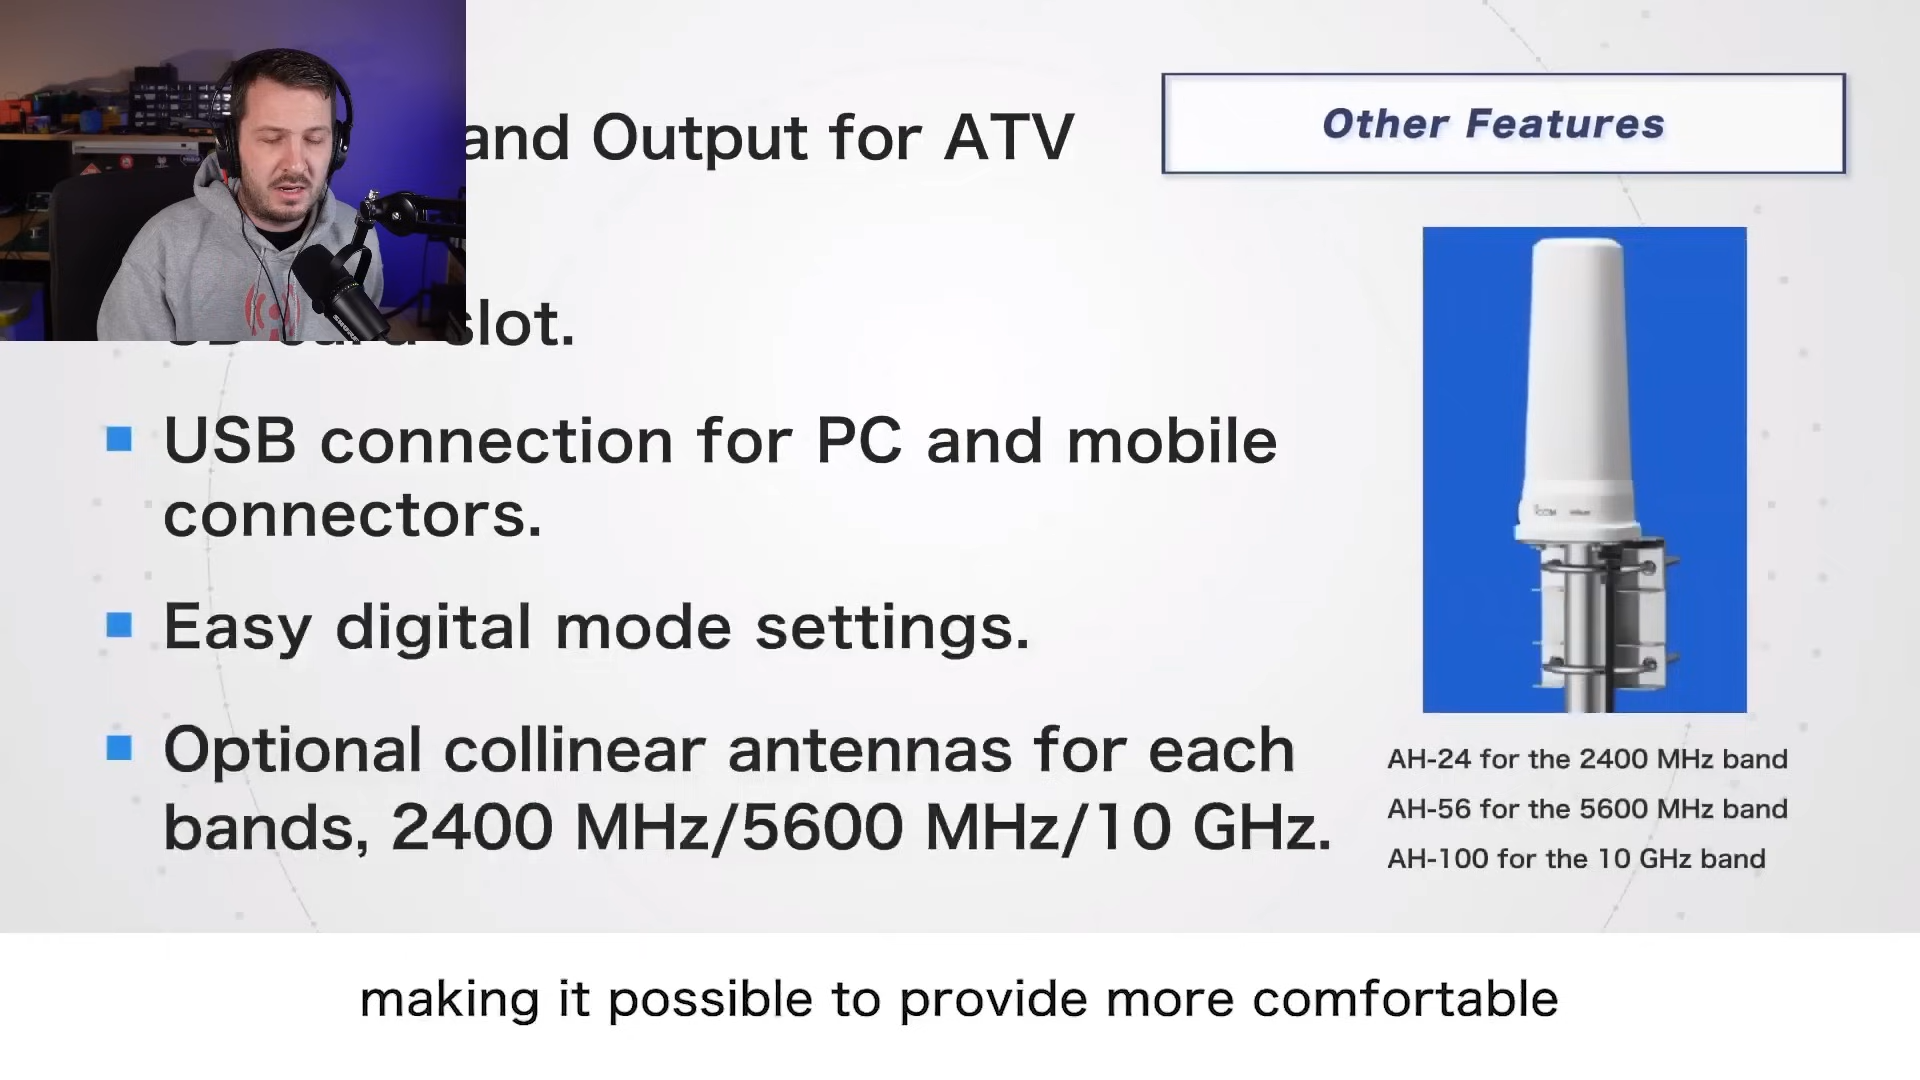 and Output for ATV
Other Features
slot.
USB connection for PC and mobile
connectors.
Easy digital mode settings.
Optional collinear antennas for each
bands, 2400 MHz/5600 MHz/10 GHz.
ICOM
AH-24 for the 2400 MHz band
AH-56 for the 5600 MHz band
AH-100 for the 10 GHz band
making it possible to provide more comfortable